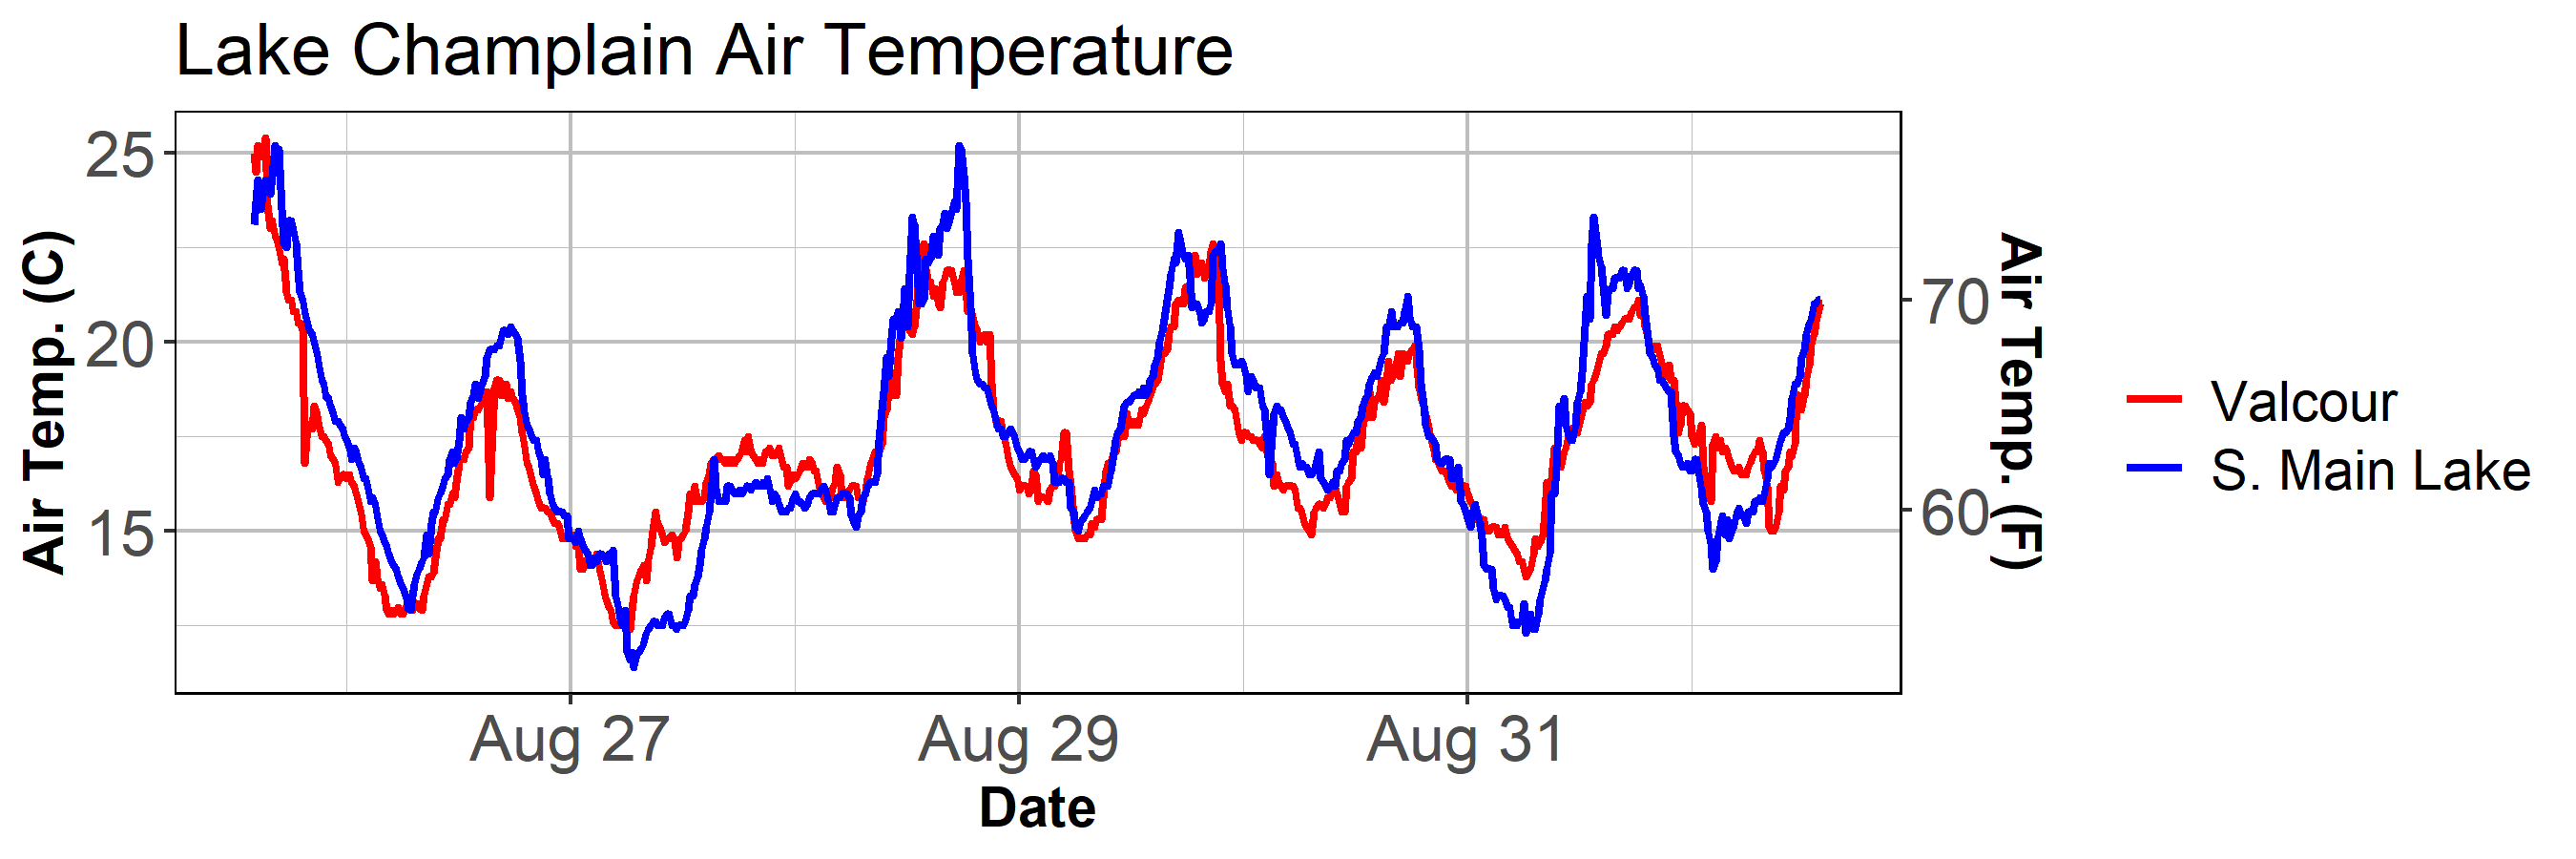 Lake Champlain Air Temperature
Air Temp. (C)
25
20
15
Aug 27
Aug 29
Aug 31
Date
70
60
Air Temp. (F)
Valcour
S. Main Lake